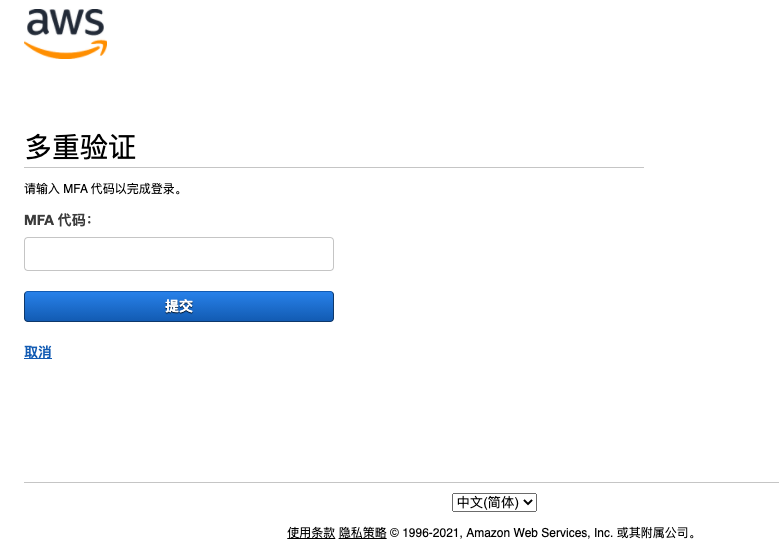 aws
多重验证
请输入 MFA 代码以完成登录。
MFA 代码：
提交
取消
中文(简体)
使用条款 隐私策略 © 1996-2021, Amazon Web Services, Inc. 或其附属公司。